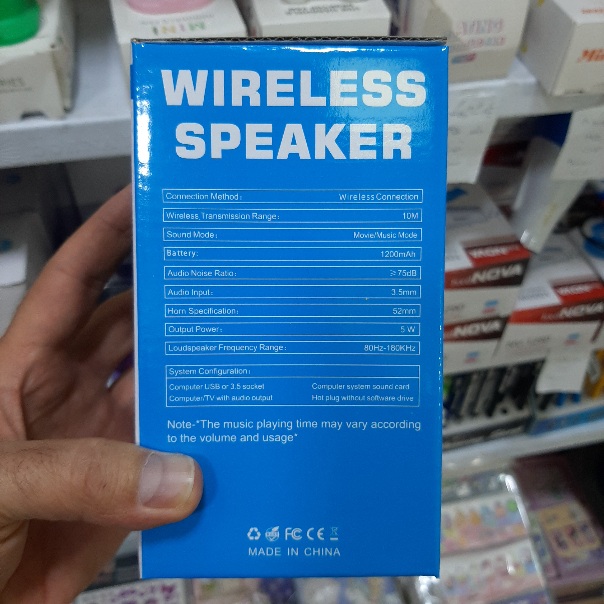 WIRELESS
SPEAKER
Connection Method: Wireless Connection
Wireless Transmission Range: 10M
Sound Mode: Movie/Music Mode
Battery: 1200mAh
Audio Noise Ratio: ≥75dB
Audio Input: 3.5mm
Horn Specification: 52mm
Output Power: 5 W
Loudspeaker Frequency Range: 80Hz-180KHz
System Configuration:
Computer USB or 3.5 socket Computer system sound card
Computer/TV with audio output Hot plug without software drive
Note-"The music playing time may vary according
to the volume and usage"
FC CE
MADE IN CHINA
MINI
NOVA
NOVA